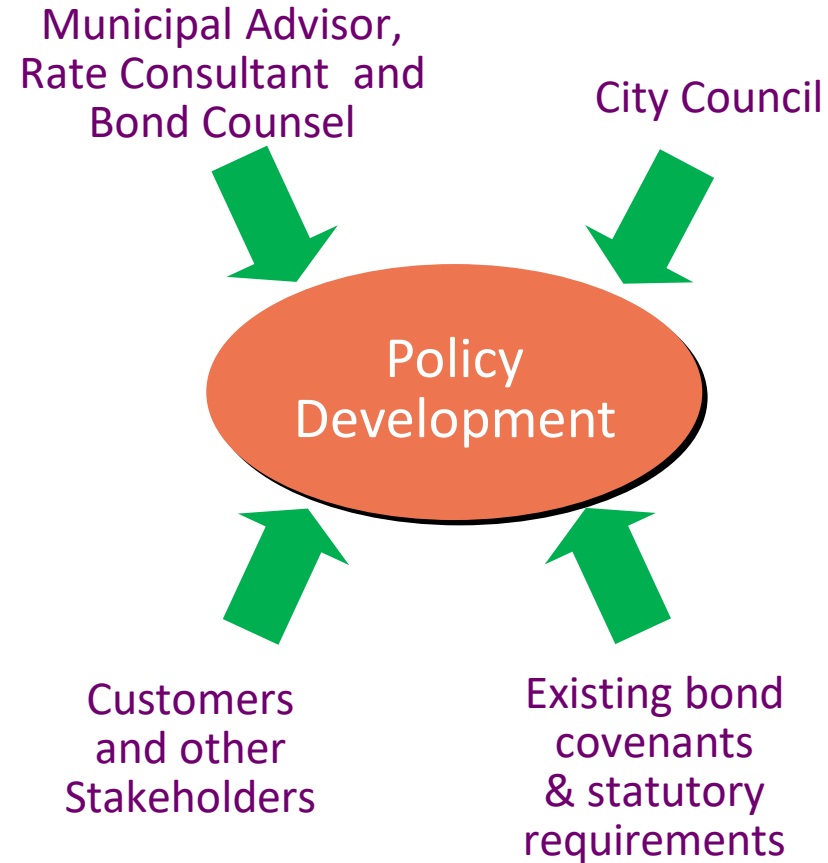 Municipal Advisor,
Rate Consultant and
Bond Counsel
City Council
Policy
Development
Customers
and other
Stakeholders
Existing bond
covenants
& statutory
requirements